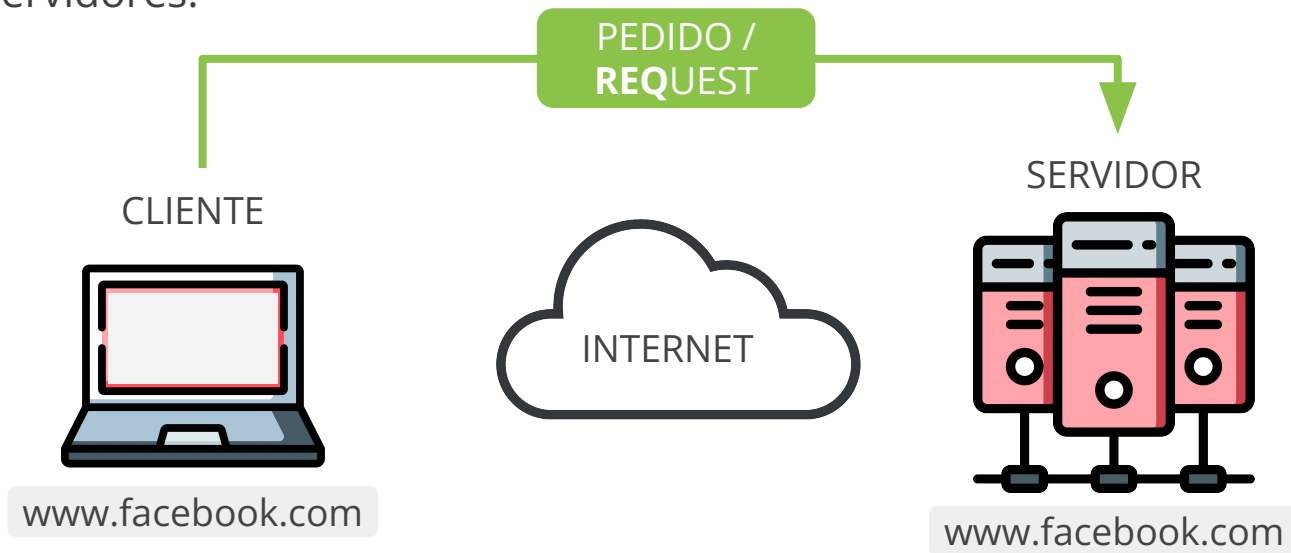 ervidores.
PEDIDO /
REQUEST
CLIENTE
SERVIDOR
INTERNET
www.facebook.com
www.facebook.com